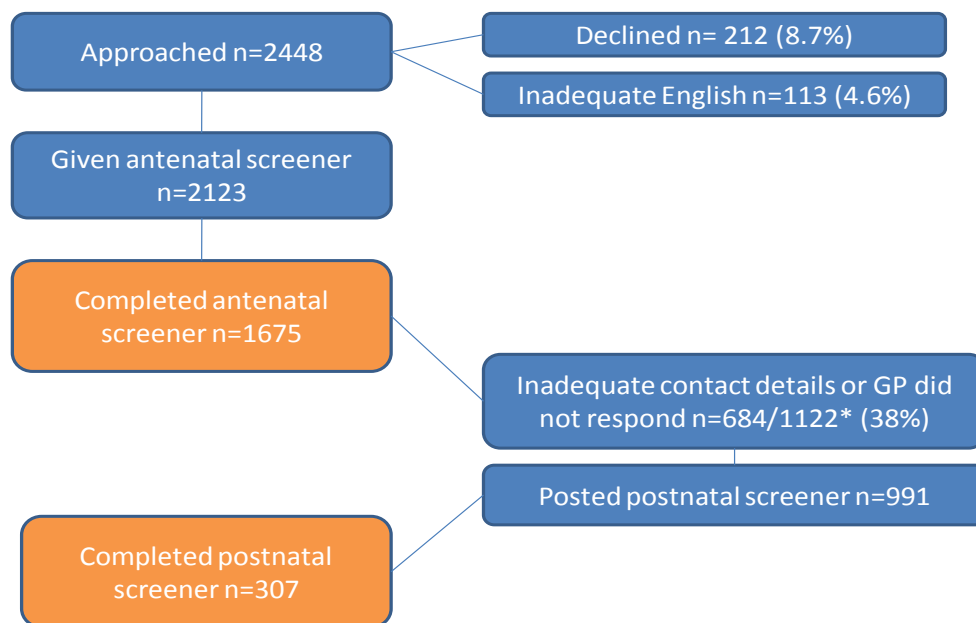 Approached n=2448
Declined n= 212 (8.7%)
Inadequate English n=113 (4.6%)
Given antenatal screener
n=2123
Completed antenatal
screener n=1675
Inadequate contact details or GP did
not respond n=684/1122* (38%)
Posted postnatal screener n=991
Completed postnatal
screener n=307